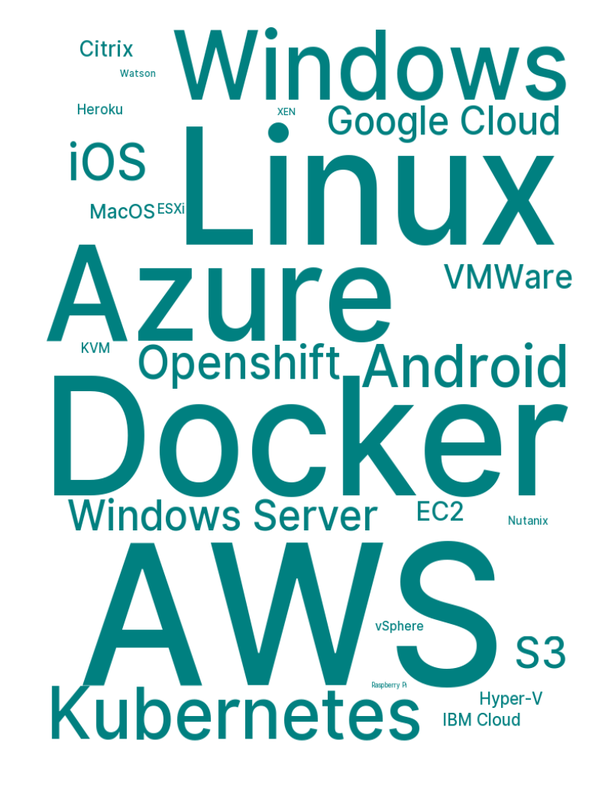 Citrix
Windows
Watson
Heroku
XEN
Google Cloud
Linux
iOS
MacOS
ESXi
Azure
VMWare
KVM
Openshift
Android
Docker
Windows Server
EC2
Nutanix
AWS
vSphere
S3
Raspberry Pi
Kubernetes
Hyper-V
IBM Cloud